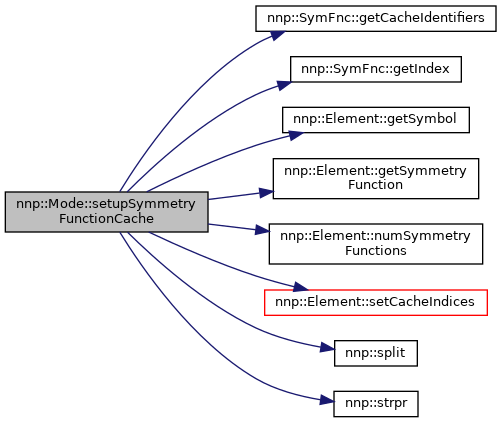 nnp::SymFnc::getCacheIdentifiers
nnp::SymFnc::getIndex
nnp::Element::getSymbol
nnp::Element::getSymmetry
Function
nnp::Mode::setupSymmetry
FunctionCache
nnp::Element::numSymmetry
Functions
nnp::Element::setCacheIndices
nnp::split
nnp::strpr